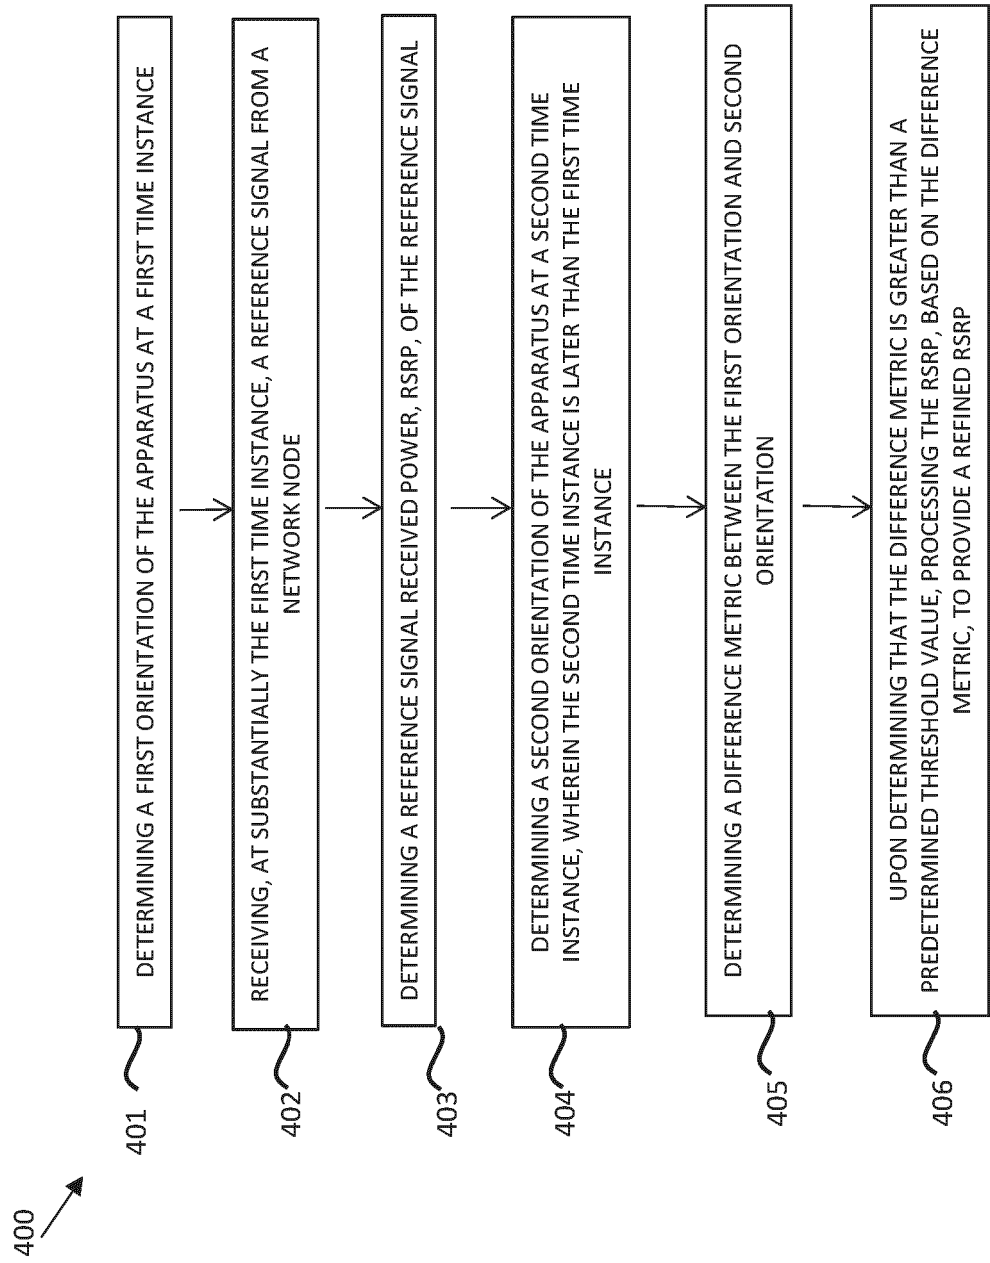 400
401
DETERMINING A FIRST ORIENTATION OF THE APPARATUS AT A FIRST TIME INSTANCE
402
RECEIVING, AT SUBSTANTIALLY THE FIRST TIME INSTANCE, A REFERENCE SIGNAL FROM A
NETWORK NODE
403
DETERMINING A REFERENCE SIGNAL RECEIVED POWER, RSRP, OF THE REFERENCE SIGNAL
404
DETERMINING A SECOND ORIENTATION OF THE APPARATUS AT A SECOND TIME
INSTANCE, WHEREIN THE SECOND TIME INSTANCE IS LATER THAN THE FIRST TIME
INSTANCE
405
DETERMINING A DIFFERENCE METRIC BETWEEN THE FIRST ORIENTATION AND SECOND
ORIENTATION
406
UPON DETERMINING THAT THE DIFFERENCE METRIC IS GREATER THAN A
PREDETERMINED THRESHOLD VALUE, PROCESSING THE RSRP, BASED ON THE DIFFERENCE
METRIC, TO PROVIDE A REFINED RSRP